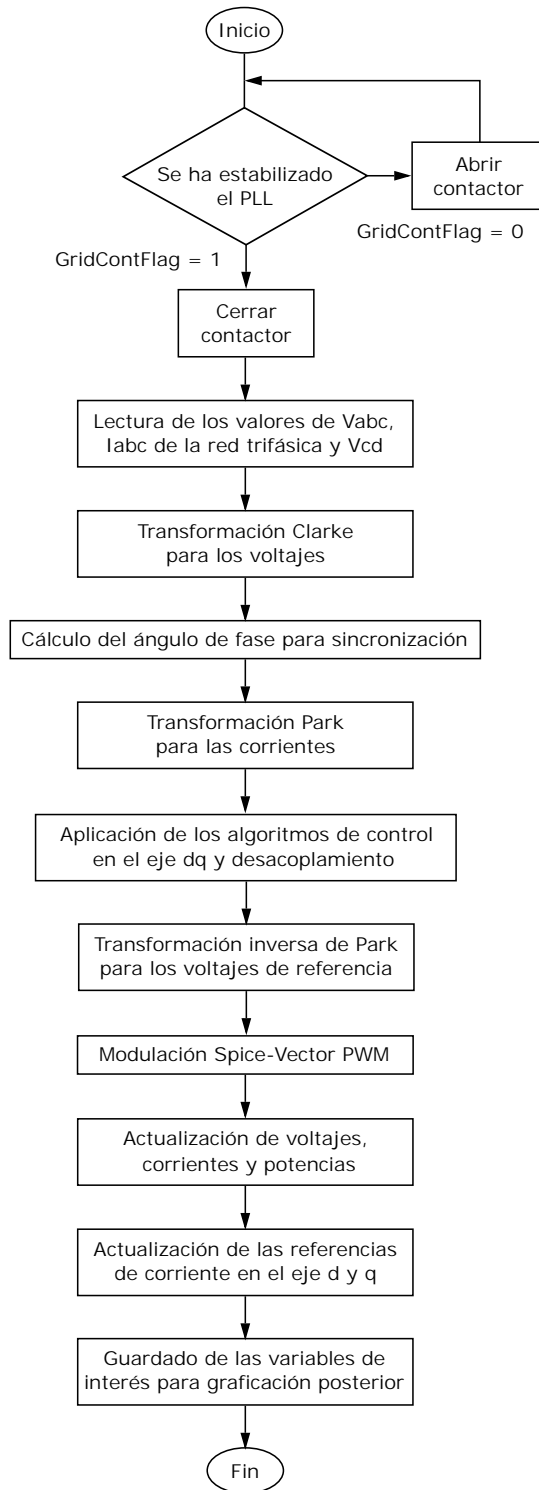 Inicio
Se ha estabilizado
el PLL
Abrir
contactor
GridContFlag = 0
GridContFlag = 1
Cerrar
contactor
Lectura de los valores de Vabc,
Iabc de la red trifásica y Vcd
Transformación Clarke
para los voltajes
Cálculo del ángulo de fase para sincronización
Transformación Park
para las corrientes
Aplicación de los algoritmos de control
en el eje dq y desacoplamiento
Transformación inversa de Park
para los voltajes de referencia
Modulación Spice-Vector PWM
Actualización de voltajes,
corrientes y potencias
Actualización de las referencias
de corriente en el eje d y q
Guardado de las variables de
interés para graficación posterior
Fin